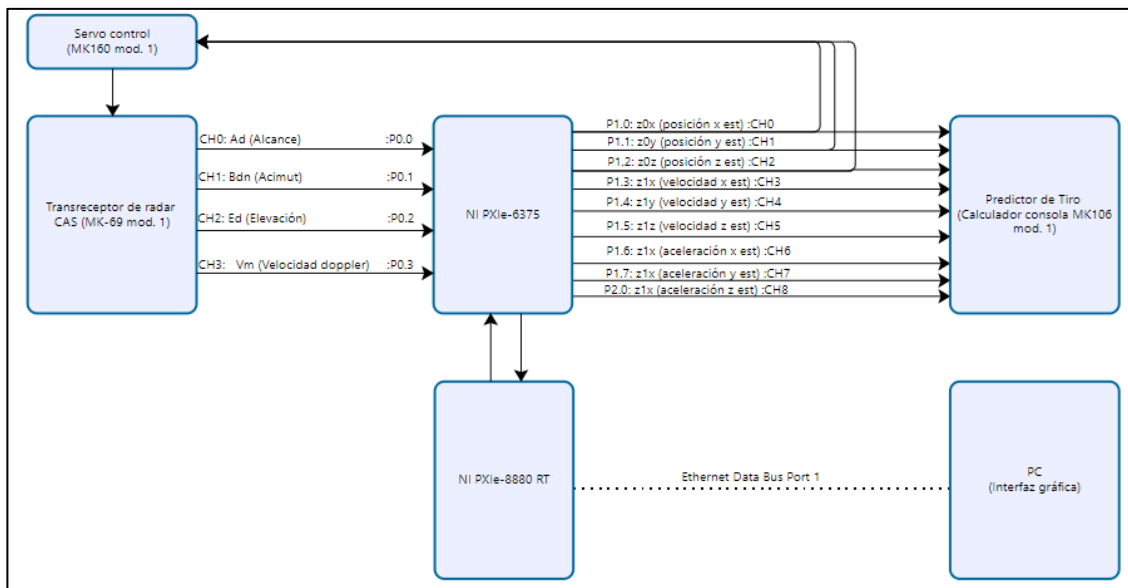 Servo control
(MK160 mod. 1)
Transreceptor de radar
CAS (MK-69 mod. 1)
CH0: Ad (Alcance) :P0.0
CH1: Bdn (Acimut) :P0.1
CH2: Ed (Elevación) :P0.2
CH3: Vm (Velocidad doppler) :P0.3
NI PXIe-6375
P1.0: z0x (posición x est) :CH0
P1.1: z0y (posición y est) :CH1
P1.2: z0z (posición z est) :CH2
P1.3: z1x (velocidad x est) :CH3
P1.4: z1y (velocidad y est) :CH4
P1.5: z1z (velocidad z est) :CH5
P1.6: z1x (aceleración x est) :CH6
P1.7: z1x (aceleración y est) :CH7
P2.0: z1x (aceleración z est) :CH8
Predictor de Tiro
(Calculador consola MK106
mod. 1)
NI PXIe-8880 RT
Ethernet Data Bus Port 1
PC
(Interfaz gráfica)